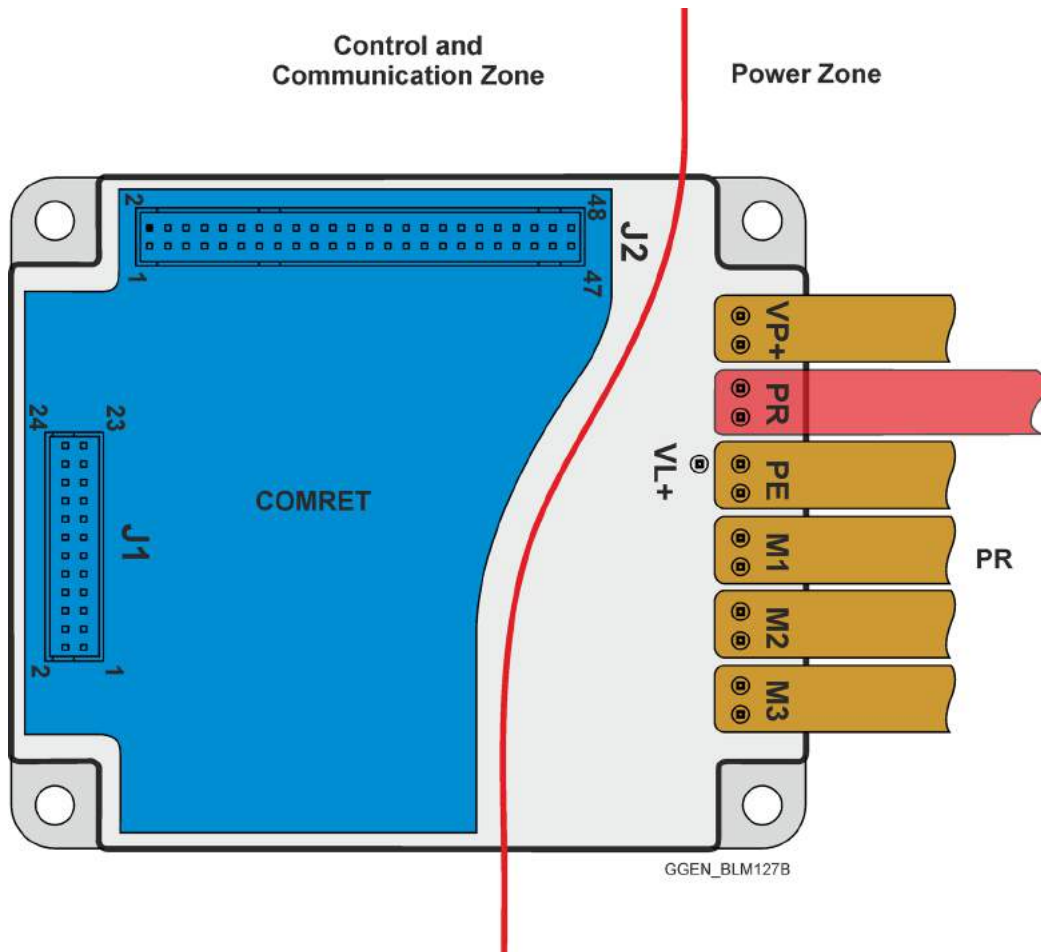 Control and
Communication Zone
Power Zone
2
48
J2
1
47
VP+
PR
24
23
VL+
PE
COMRET
J1
M1
PR
M2
2
1
M3
GGEN_BLM127B